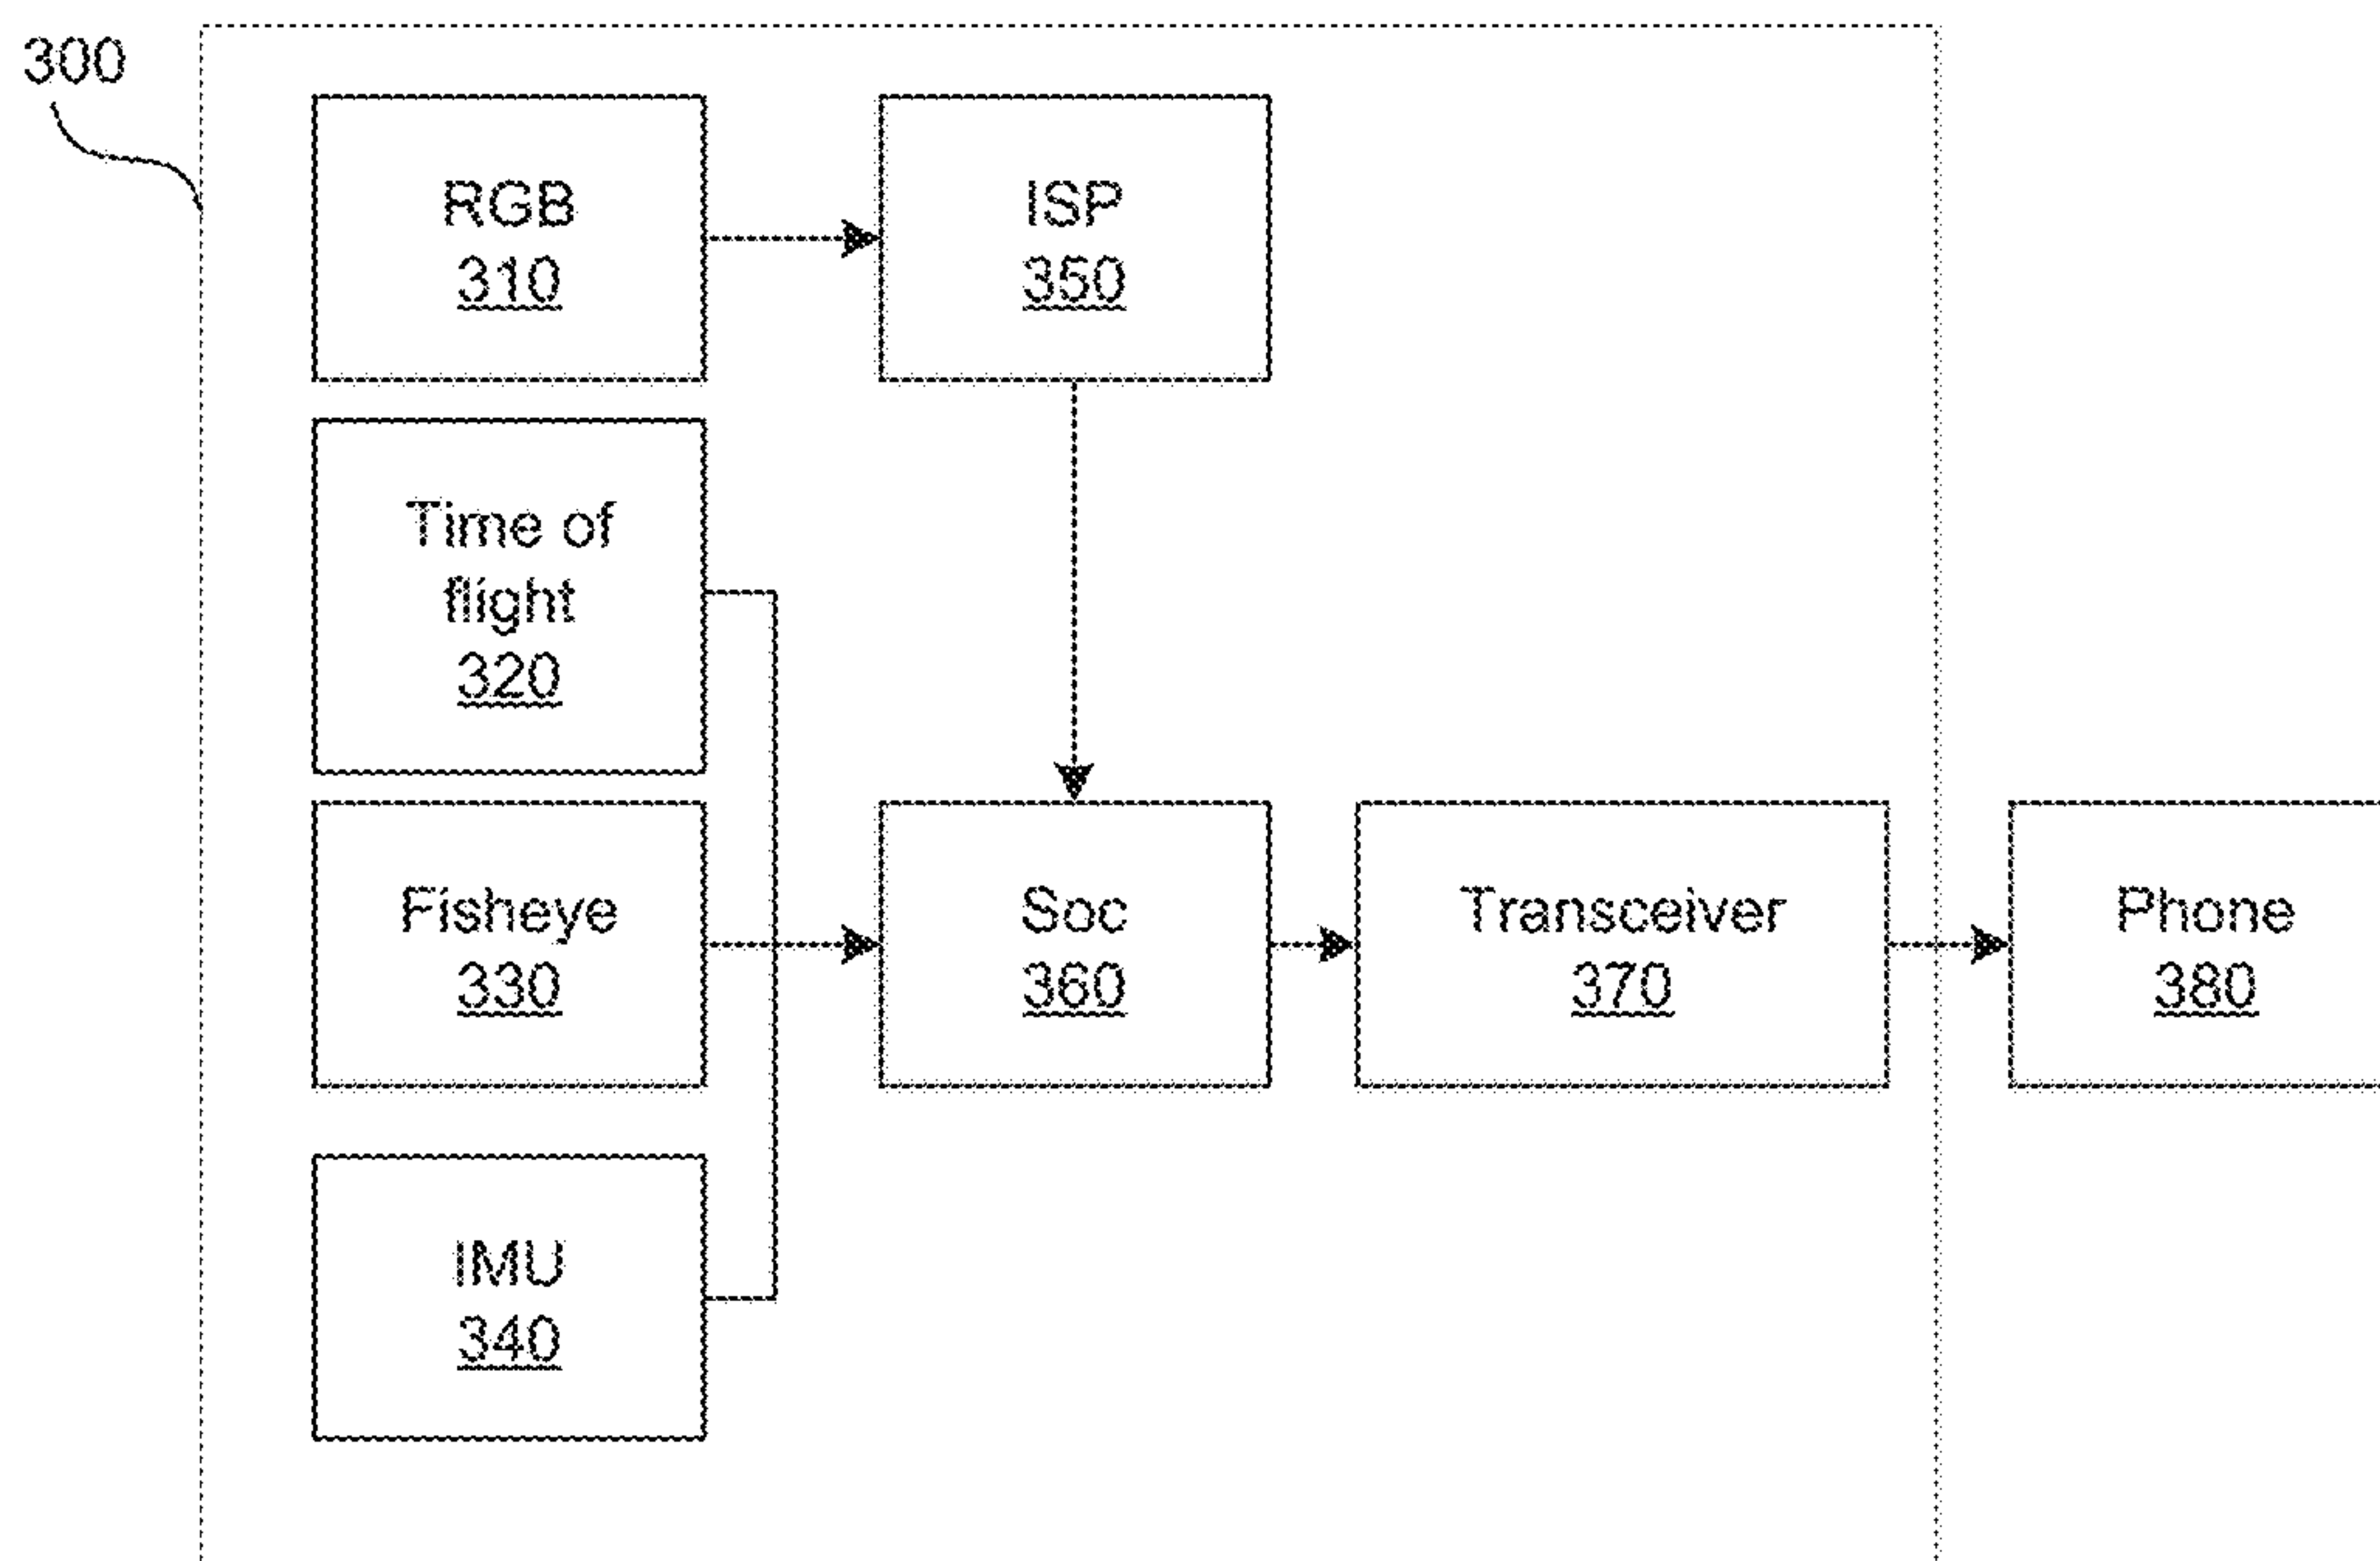 300
RGB
310
ISP
350
Time of
flight
320
Fisheye
330
Soc
360
Transceiver
370
Phone
380
IMU
340